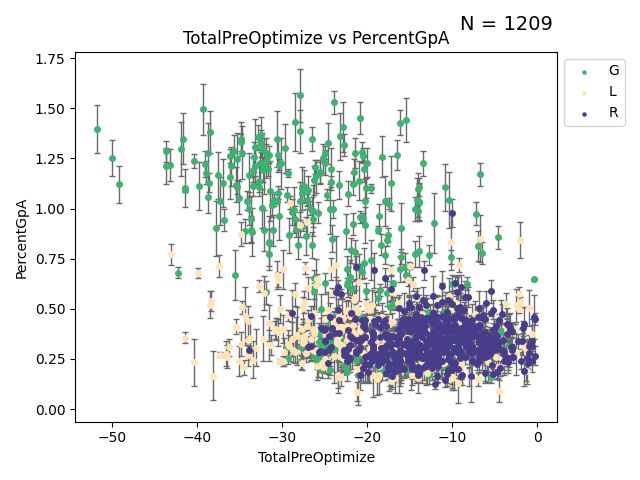 N = 1209
TotalPreOptimize vs PercentGpA
1.75
1.50
1.25
1.00
0.75
0.50
0.25
0.00
PercentGpA
−50
−40
−30
−20
−10
0
TotalPreOptimize
G
L
R